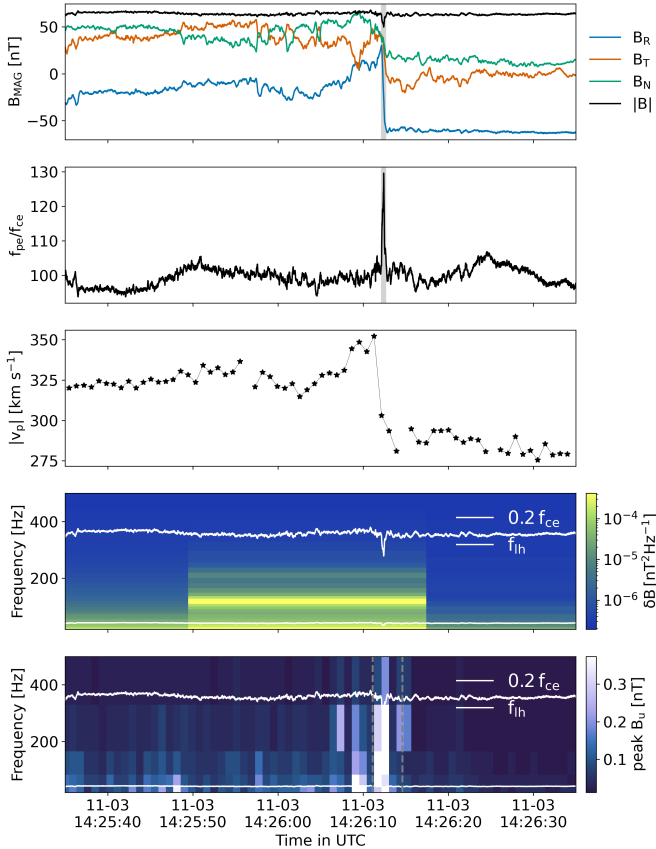 50
0
−50
B_MAG [nT]
B_R
B_T
B_N
|B|
130
120
110
100
f_pe/f_ce
350
325
300
275
|v_p| [km s⁻¹]
400
200
Frequency [Hz]
0.2 f_ce
f_lh
10⁻⁴
10⁻⁵
10⁻⁶
δB [nT²Hz⁻¹]
400
200
Frequency [Hz]
0.2 f_ce
f_lh
0.3
0.2
0.1
peak B_u [nT]
11-03 11-03 11-03 11-03 11-03 11-03
14:25:40 14:25:50 14:26:00 14:26:10 14:26:20 14:26:30
Time in UTC